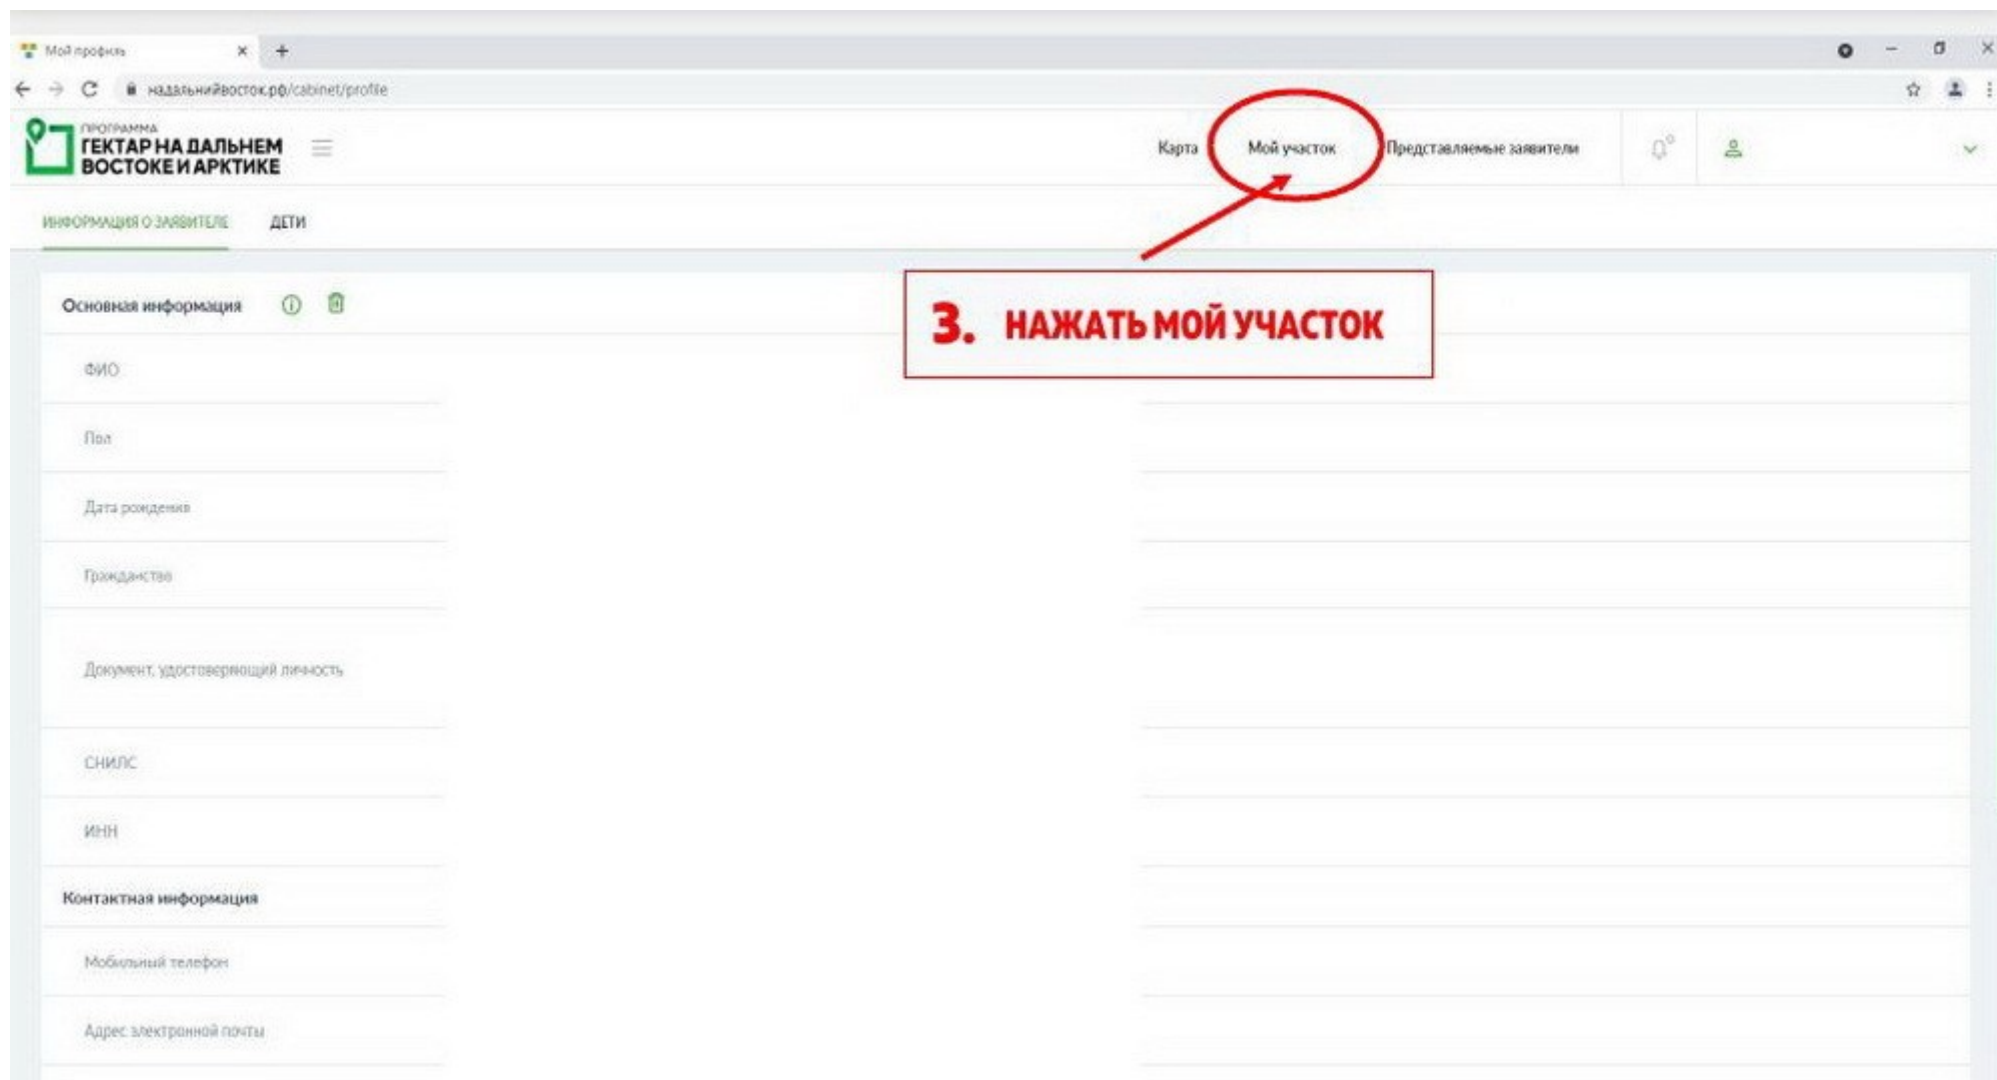 Мой профиль
надальнийвосток.рф/cabinet/profile
ПРОГРАММА
ГЕКТАР НА ДАЛЬНЕМ
ВОСТОКЕ И АРКТИКЕ
Карта
Мой участок
Представляемые заявители
ИНФОРМАЦИЯ О ЗАЯВИТЕЛЕ
ДЕТИ
Основная информация
3. НАЖАТЬ МОЙ УЧАСТОК
ФИО
Пол
Дата рождения
Гражданство
Документ, удостоверяющий личность
СНИЛС
ИНН
Контактная информация
Мобильный телефон
Адрес электронной почты